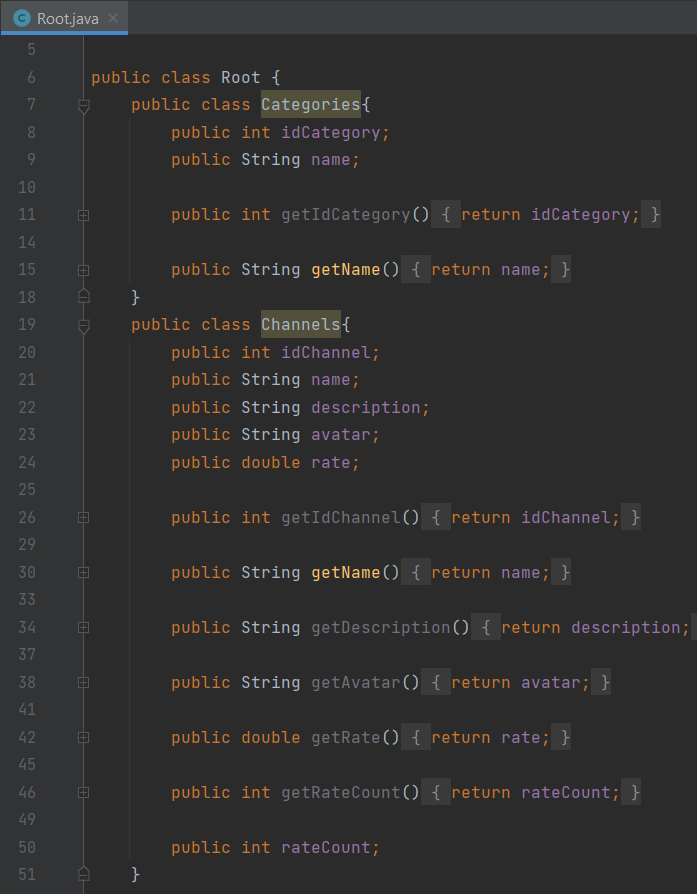 Root.java
5
6 public class Root {
7 public class Categories{
8 public int idCategory;
9 public String name;
10
11 public int getIdCategory() { return idCategory; }
14
15 public String getName() { return name; }
18 }
19 public class Channels{
20 public int idChannel;
21 public String name;
22 public String description;
23 public String avatar;
24 public double rate;
25
26 public int getIdChannel() { return idChannel; }
29
30 public String getName() { return name; }
33
34 public String getDescription() { return description;
37
38 public String getAvatar() { return avatar; }
41
42 public double getRate() { return rate; }
45
46 public int getRateCount() { return rateCount; }
49
50 public int rateCount;
51 }